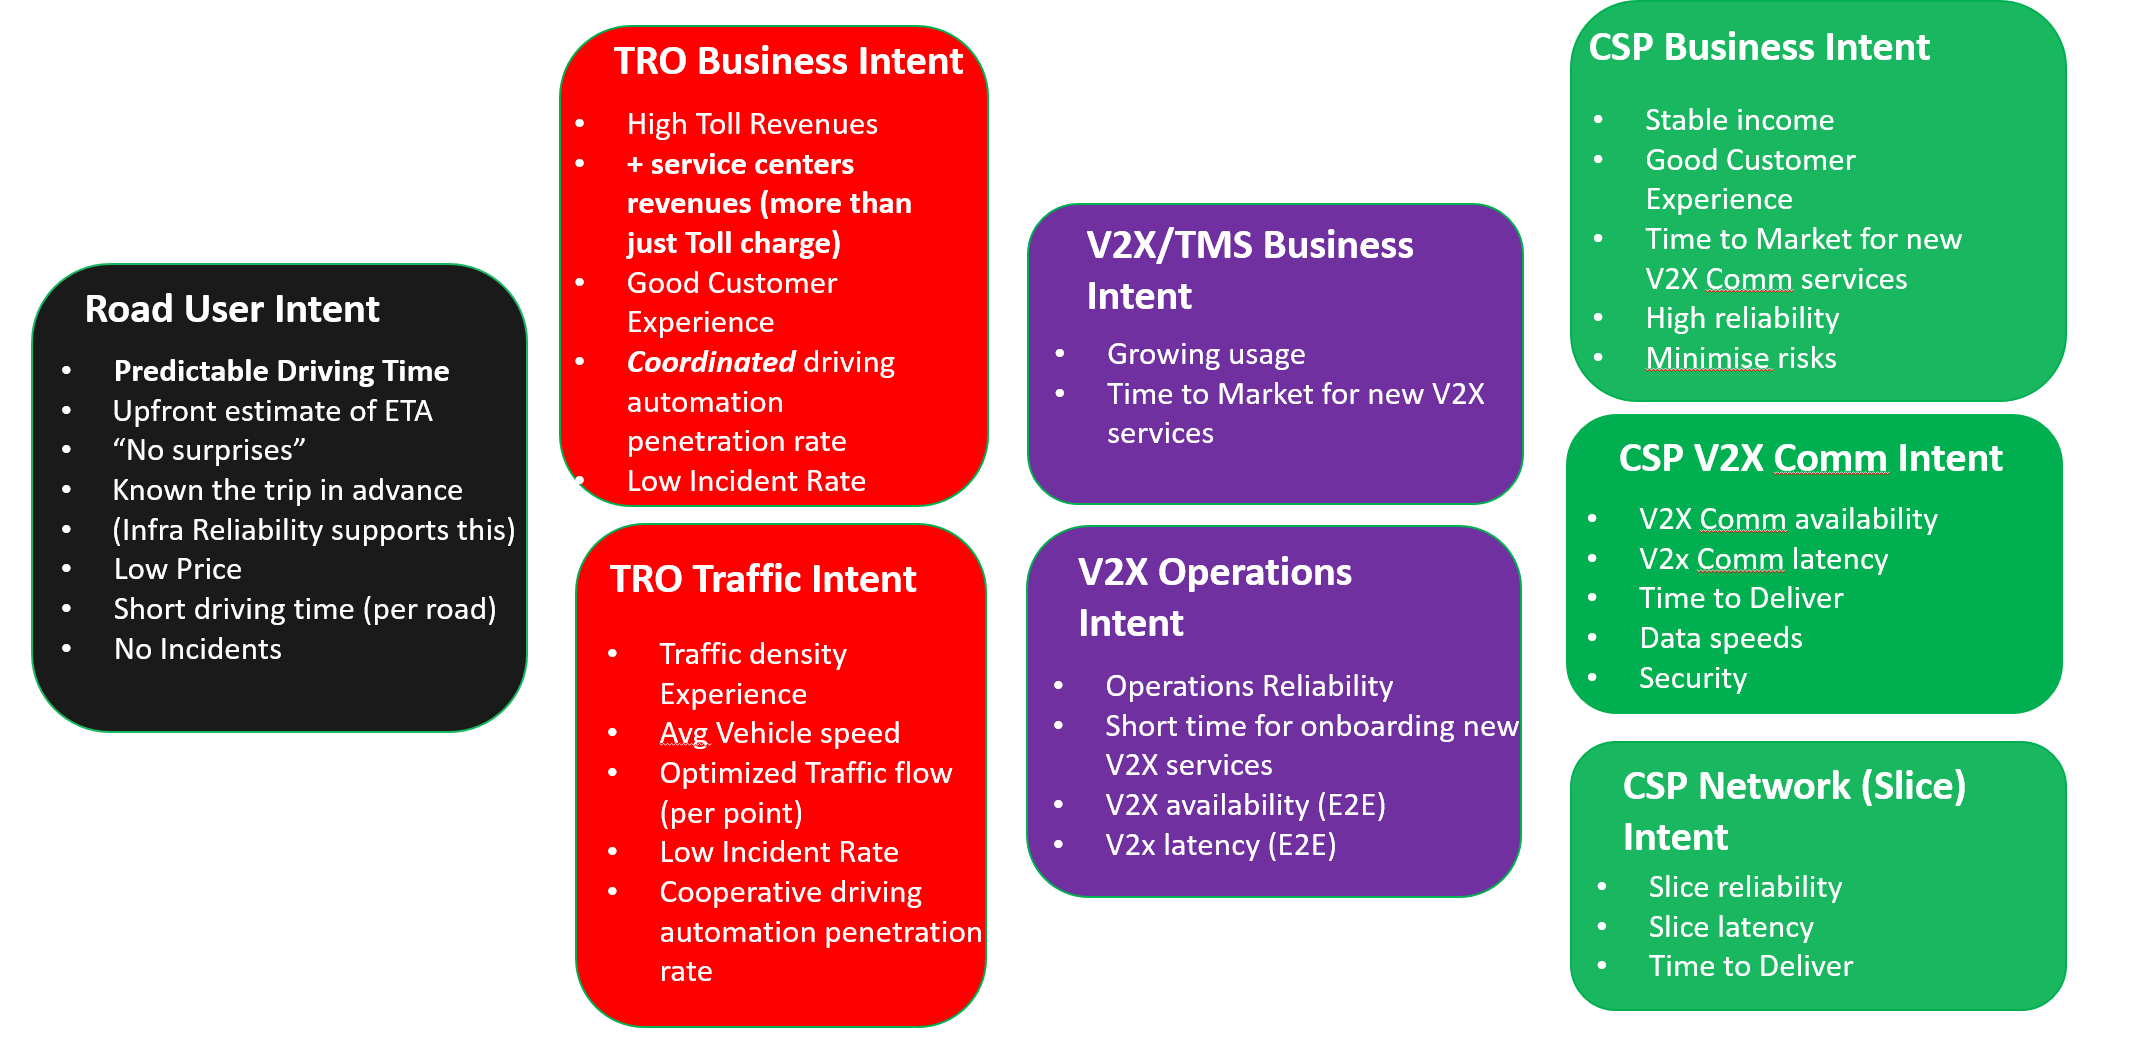 Road User Intent
• Predictable Driving Time
• Upfront estimate of ETA
• “No surprises”
• Known the trip in advance
• (Infra Reliability supports this)
• Low Price
• Short driving time (per road)
• No Incidents
TRO Business Intent
• High Toll Revenues
• + service centers
revenues (more than
just Toll charge)
• Good Customer
Experience
• Coordinated driving
automation
penetration rate
• Low Incident Rate
TRO Traffic Intent
• Traffic density
Experience
• Avg Vehicle speed
• Optimized Traffic flow
(per point)
• Low Incident Rate
• Cooperative driving
automation penetration
rate
V2X/TMS Business
Intent
• Growing usage
• Time to Market for new V2X
services
V2X Operations
Intent
• Operations Reliability
• Short time for onboarding new
V2X services
• V2X availability (E2E)
• V2x latency (E2E)
CSP Business Intent
• Stable income
• Good Customer
Experience
• Time to Market for new
V2X Comm services
• High reliability
• Minimise risks
CSP V2X Comm Intent
• V2X Comm availability
• V2x Comm latency
• Time to Deliver
• Data speeds
• Security
CSP Network (Slice)
Intent
• Slice reliability
• Slice latency
• Time to Deliver